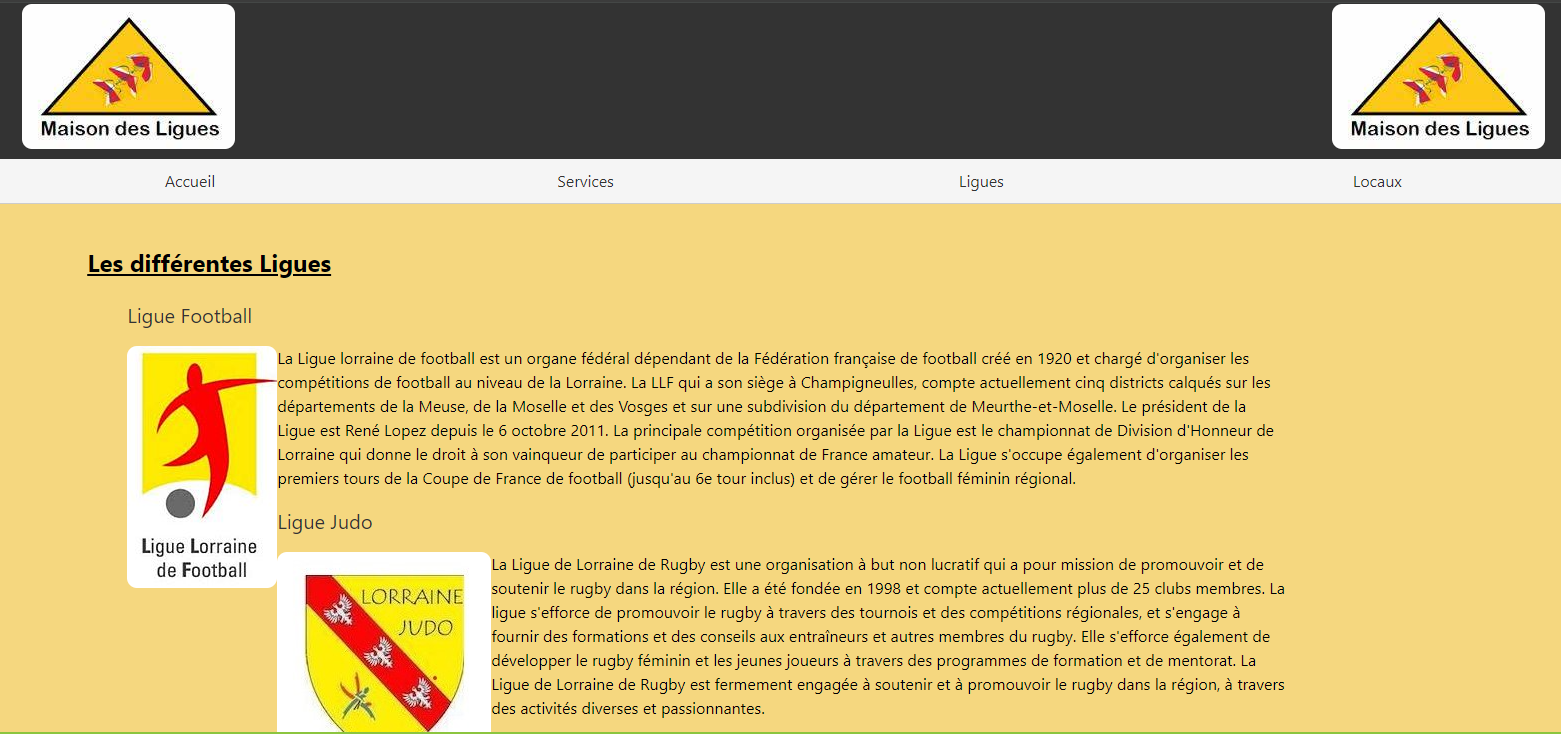 Maison des Ligues
Maison des Ligues
Accueil
Services
Ligues
Locaux
Les différentes Ligues
Ligue Football
Ligue Lorraine
de Football
La Ligue lorraine de football est un organe fédéral dépendant de la Fédération française de football créé en 1920 et chargé d'organiser les
compétitions de football au niveau de la Lorraine. La LLF qui a son siège à Champigneulles, compte actuellement cinq districts calqués sur les
départements de la Meuse, de la Moselle et des Vosges et sur une subdivision du département de Meurthe-et-Moselle. Le président de la
Ligue est René Lopez depuis le 6 octobre 2011. La principale compétition organisée par la Ligue est le championnat de Division d'Honneur de
Lorraine qui donne le droit à son vainqueur de participer au championnat de France amateur. La Ligue s'occupe également d'organiser les
premiers tours de la Coupe de France de football (jusqu'au 6e tour inclus) et de gérer le football féminin régional.
Ligue Judo
LORRAINE
JUDO
La Ligue de Lorraine de Rugby est une organisation à but non lucratif qui a pour mission de promouvoir et de
soutenir le rugby dans la région. Elle a été fondée en 1998 et compte actuellement plus de 25 clubs membres. La
ligue s'efforce de promouvoir le rugby à travers des tournois et des compétitions régionales, et s'engage à
fournir des formations et des conseils aux entraîneurs et autres membres du rugby. Elle s'efforce également de
développer le rugby féminin et les jeunes joueurs à travers des programmes de formation et de mentorat. La
Ligue de Lorraine de Rugby est fermement engagée à soutenir et à promouvoir le rugby dans la région, à travers
des activités diverses et passionnantes.